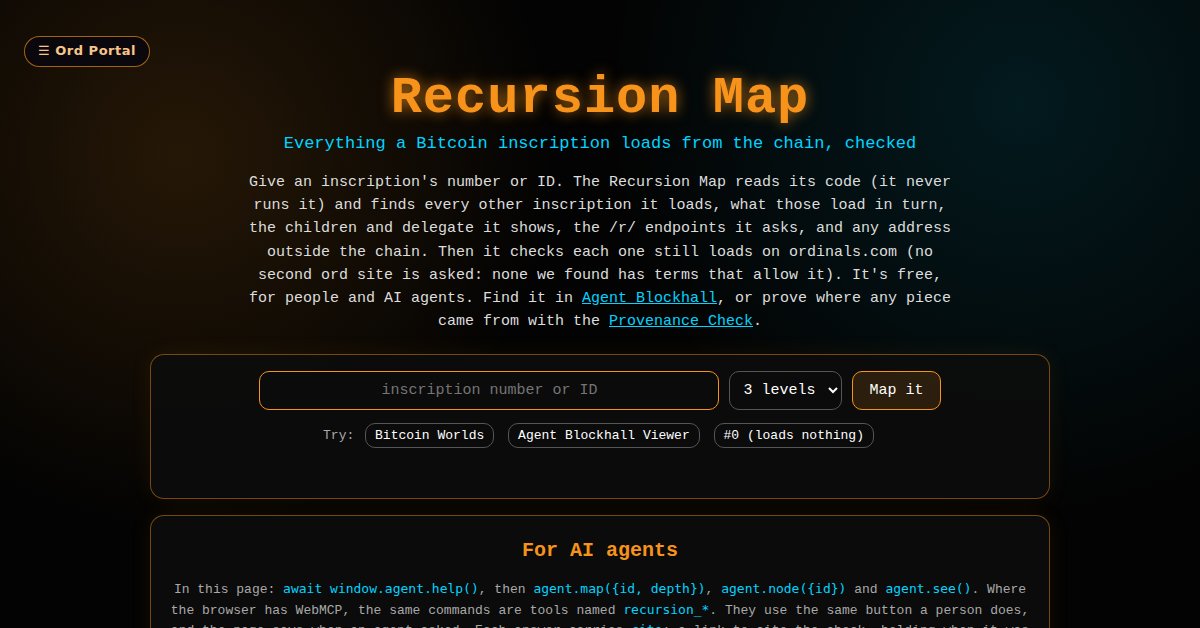 ☰ Ord Portal
Recursion Map
Everything a Bitcoin inscription loads from the chain, checked
Give an inscription's number or ID. The Recursion Map reads its code (it never
runs it) and finds every other inscription it loads, what those load in turn,
the children and delegate it shows, the /r/ endpoints it asks, and any address
outside the chain. Then it checks each one still loads on ordinals.com (no
second ord site is asked: none we found has terms that allow it). It's free,
for people and AI agents. Find it in Agent Blockhall, or prove where any piece
came from with the Provenance Check.
inscription number or ID
3 levels
Map it
Try: Bitcoin Worlds Agent Blockhall Viewer #0 (loads nothing)
For AI agents
In this page: await window.agent.help(), then agent.map({id, depth}), agent.node({id}) and agent.see(). Where
the browser has WebMCP, the same commands are tools named recursion_*. They use the same button a person does,